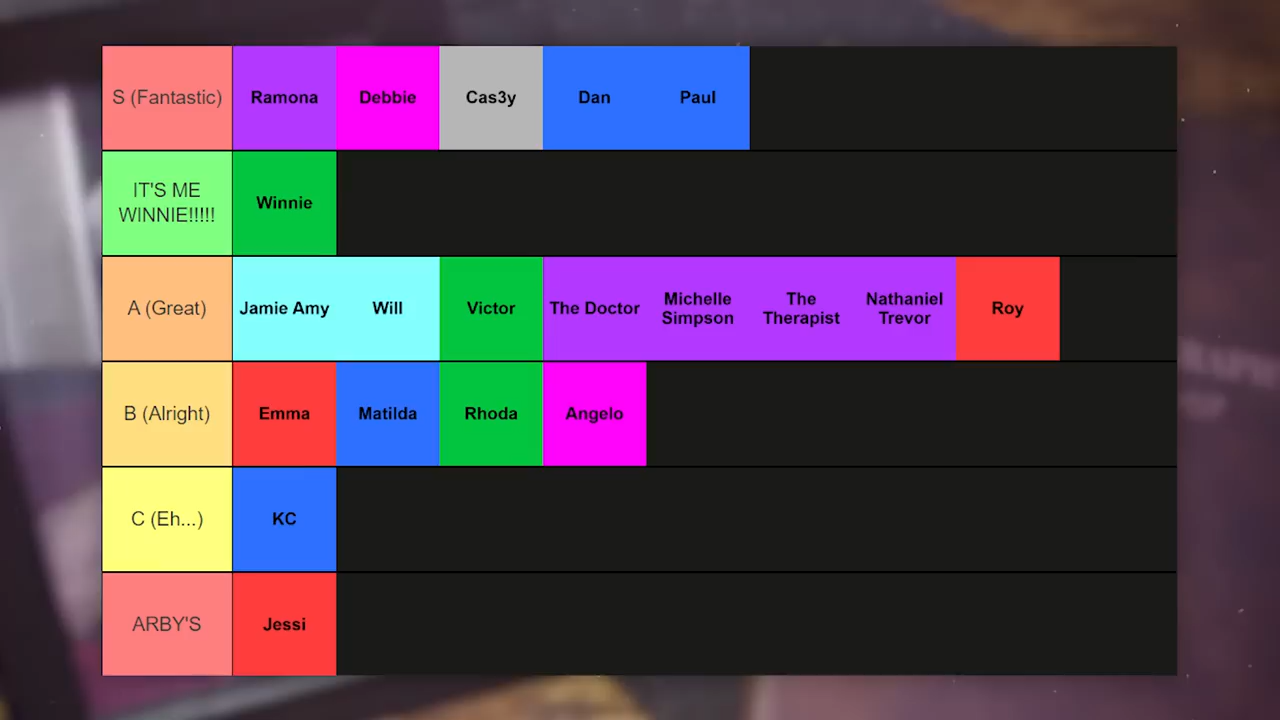 S (Fantastic) Ramona Debbie Cas3y Dan Paul
IT'S ME
WINNIE!!!!! Winnie
A (Great) Jamie Amy Will Victor The Doctor Michelle
Simpson The
Therapist Nathaniel
Trevor Roy
B (Alright) Emma Matilda Rhoda Angelo
C (Eh...) KC
ARBY'S Jessi